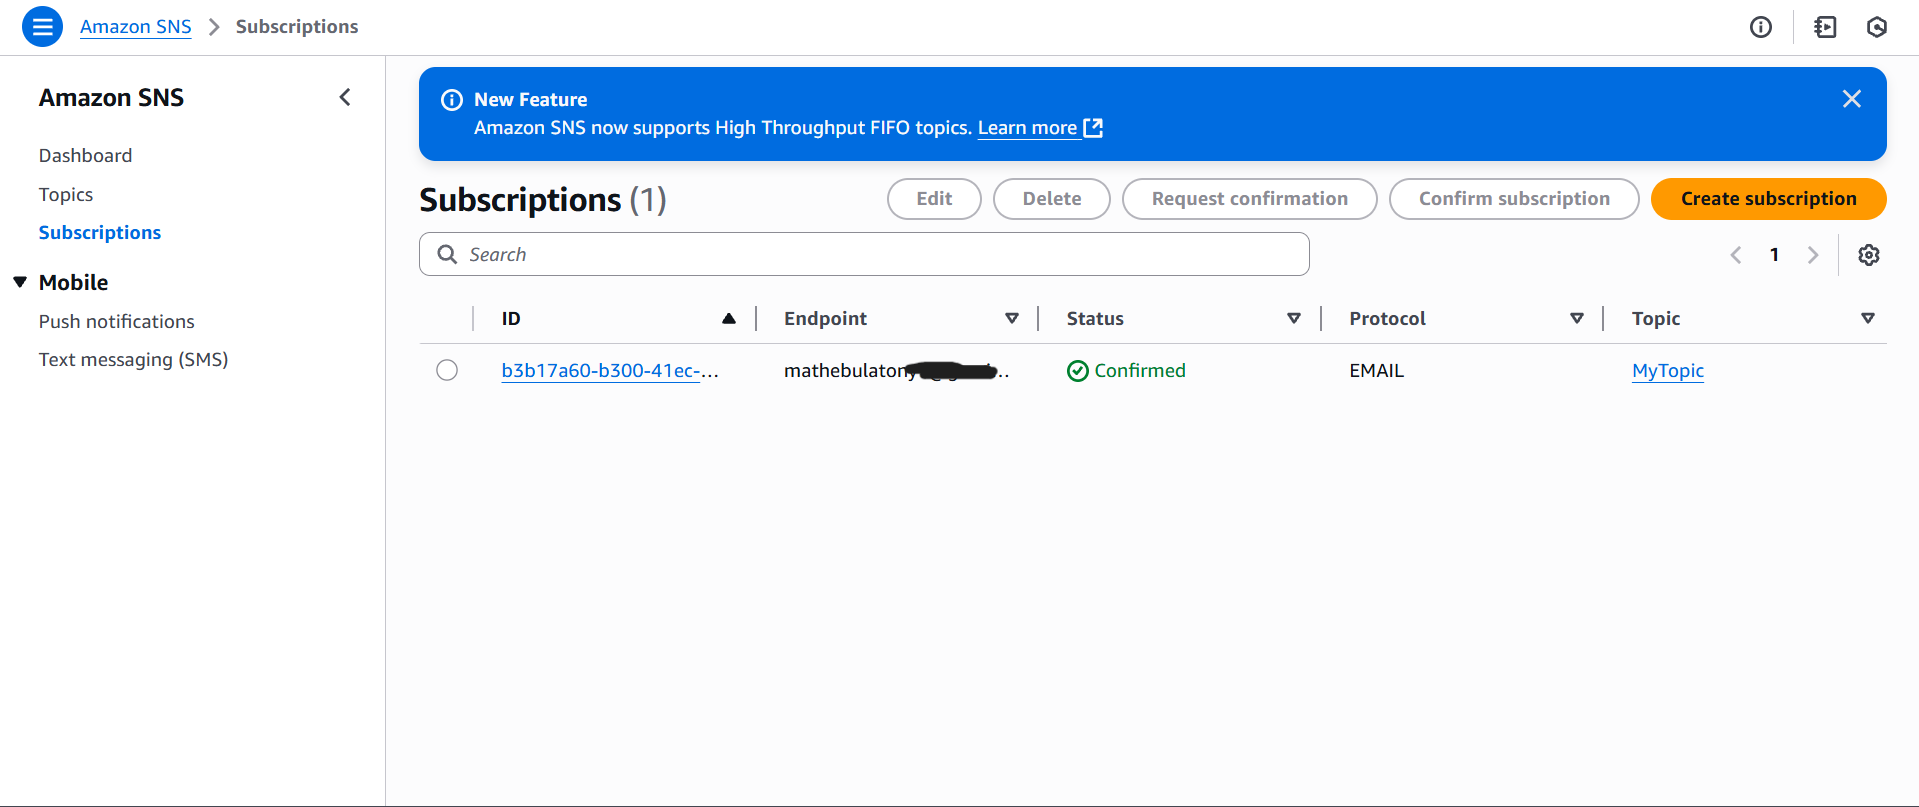 Amazon SNS > Subscriptions
Amazon SNS
Dashboard
Topics
Subscriptions
Mobile
Push notifications
Text messaging (SMS)
New Feature
Amazon SNS now supports High Throughput FIFO topics. Learn more
Subscriptions (1)
Edit Delete Request confirmation Confirm subscription Create subscription
Search
1
ID Endpoint Status Protocol Topic
b3b17a60-b300-41ec-... Confirmed EMAIL MyTopic